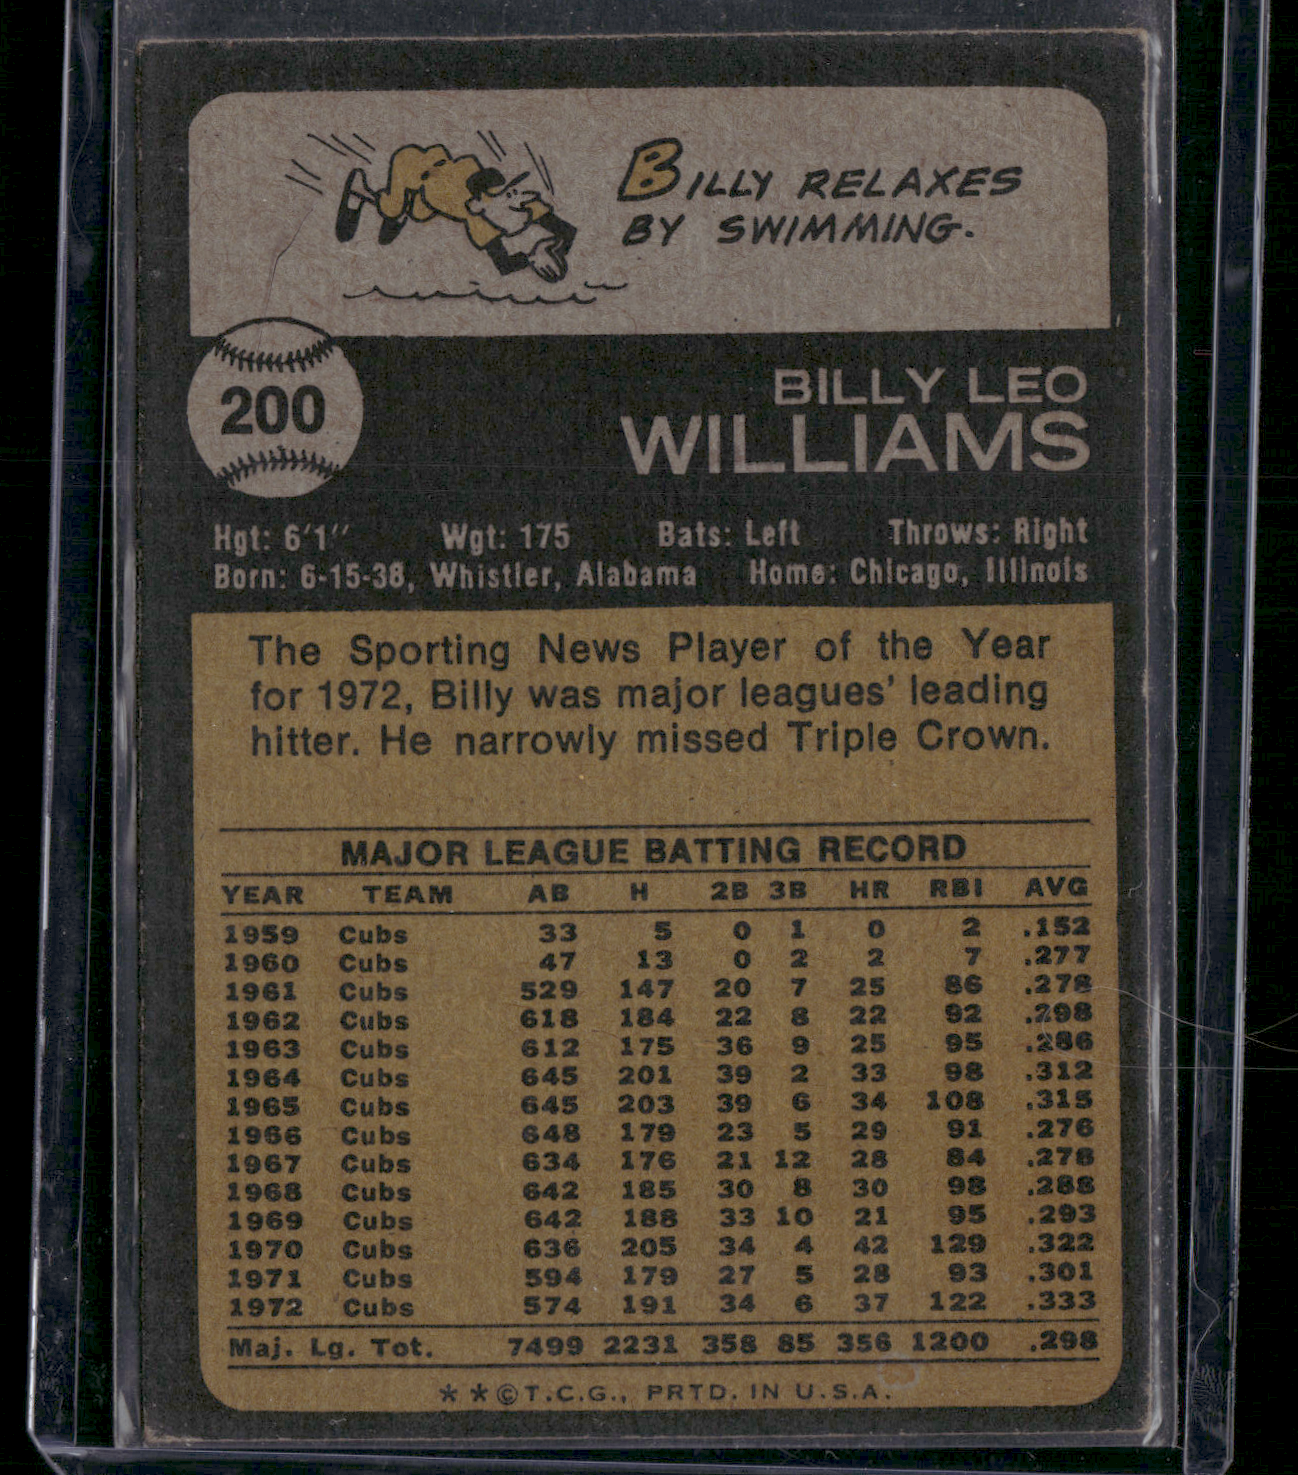 BILLY RELAXES
BY SWIMMING.
200
BILLY LEO
WILLIAMS
Hgt: 6'1" Wgt: 175 Bats: Left Throws: Right
Born: 6-15-38, Whistler, Alabama Home: Chicago, Illinois
The Sporting News Player of the Year
for 1972, Billy was major leagues' leading
hitter. He narrowly missed Triple Crown.
MAJOR LEAGUE BATTING RECORD
YEAR TEAM AB H 2B 3B HR RBI AVG
1959 Cubs 33 5 0 1 0 2 .152
1960 Cubs 47 13 0 2 2 7 .277
1961 Cubs 529 147 20 7 25 86 .278
1962 Cubs 618 184 22 8 22 92 .298
1963 Cubs 612 175 36 9 25 95 .286
1964 Cubs 645 201 39 2 33 98 .312
1965 Cubs 645 203 39 6 34 108 .315
1966 Cubs 648 179 23 5 29 91 .276
1967 Cubs 634 176 21 12 28 84 .278
1968 Cubs 642 185 30 8 30 98 .288
1969 Cubs 642 188 33 10 21 95 .293
1970 Cubs 636 205 34 4 42 129 .322
1971 Cubs 594 179 27 5 28 93 .301
1972 Cubs 574 191 34 6 37 122 .333
Maj. Lg. Tot. 7499 2231 358 85 356 1200 .298
**©T.C.G., PRTD. IN U.S.A.